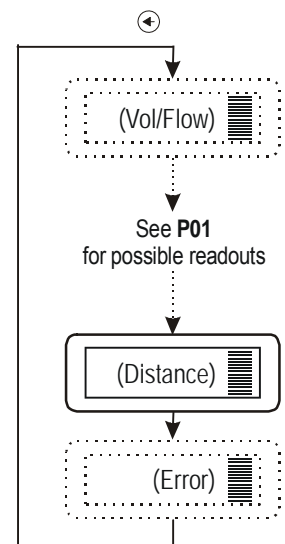 (Vol/Flow)
See P01
for possible readouts
(Distance)
(Error)